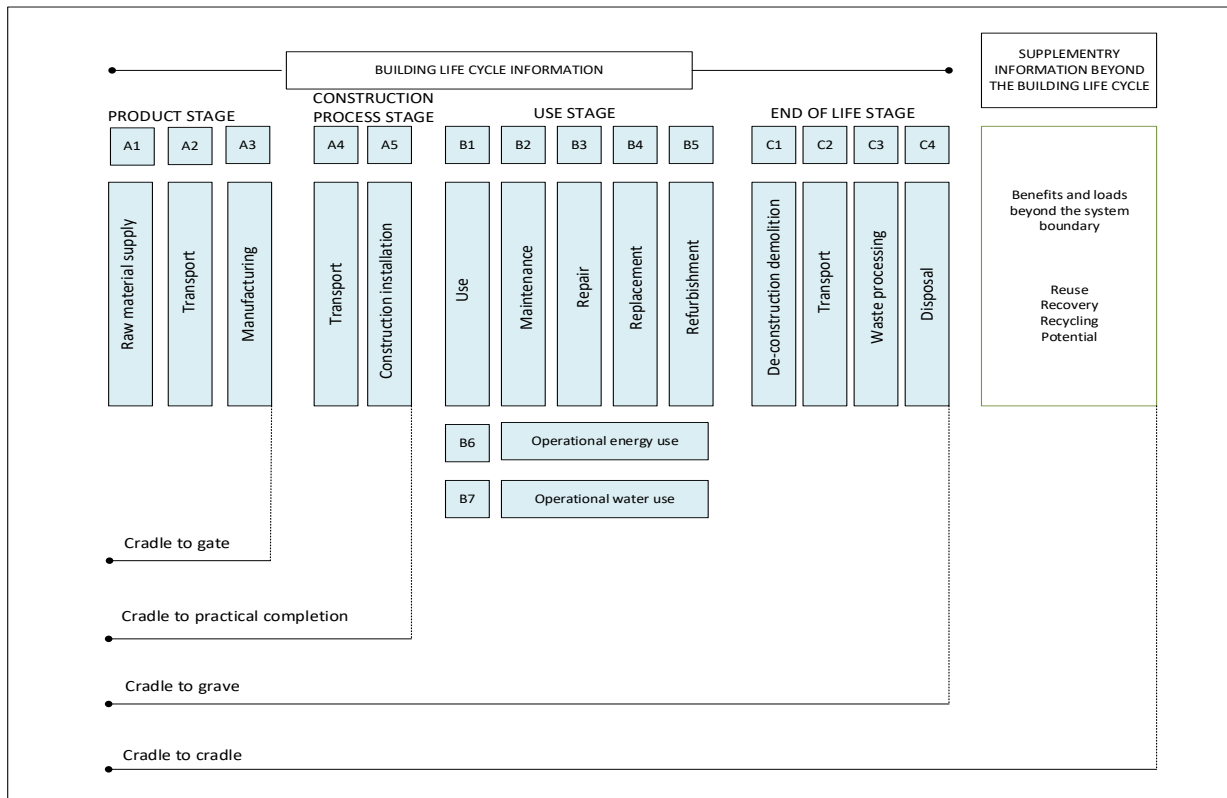 BUILDING LIFE CYCLE INFORMATION
SUPPLEMENTRY
INFORMATION BEYOND
THE BUILDING LIFE CYCLE
PRODUCT STAGE
CONSTRUCTION
PROCESS STAGE
USE STAGE
END OF LIFE STAGE
A1
A2
A3
A4
A5
B1
B2
B3
B4
B5
C1
C2
C3
C4
Raw material supply
Transport
Manufacturing
Transport
Construction installation
Use
Maintenance
Repair
Replacement
Refurbishment
De-construction demolition
Transport
Waste processing
Disposal
Benefits and loads
beyond the system
boundary
Reuse
Recovery
Recycling
Potential
B6
Operational energy use
B7
Operational water use
Cradle to gate
Cradle to practical completion
Cradle to grave
Cradle to cradle